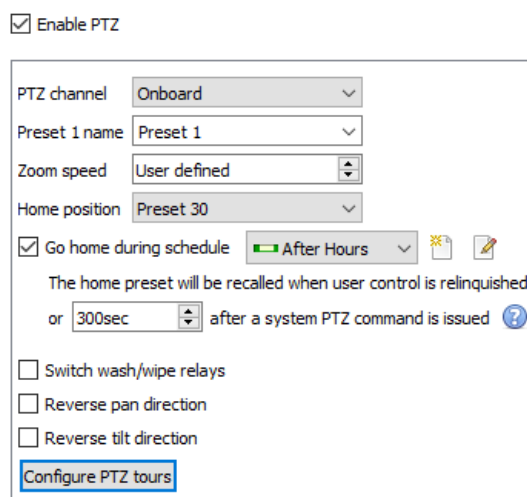 Enable PTZ
PTZ channel Onboard
Preset 1 name Preset 1
Zoom speed User defined
Home position Preset 30
Go home during schedule After Hours
The home preset will be recalled when user control is relinquished
or 300sec after a system PTZ command is issued ?
Switch wash/wipe relays
Reverse pan direction
Reverse tilt direction
Configure PTZ tours